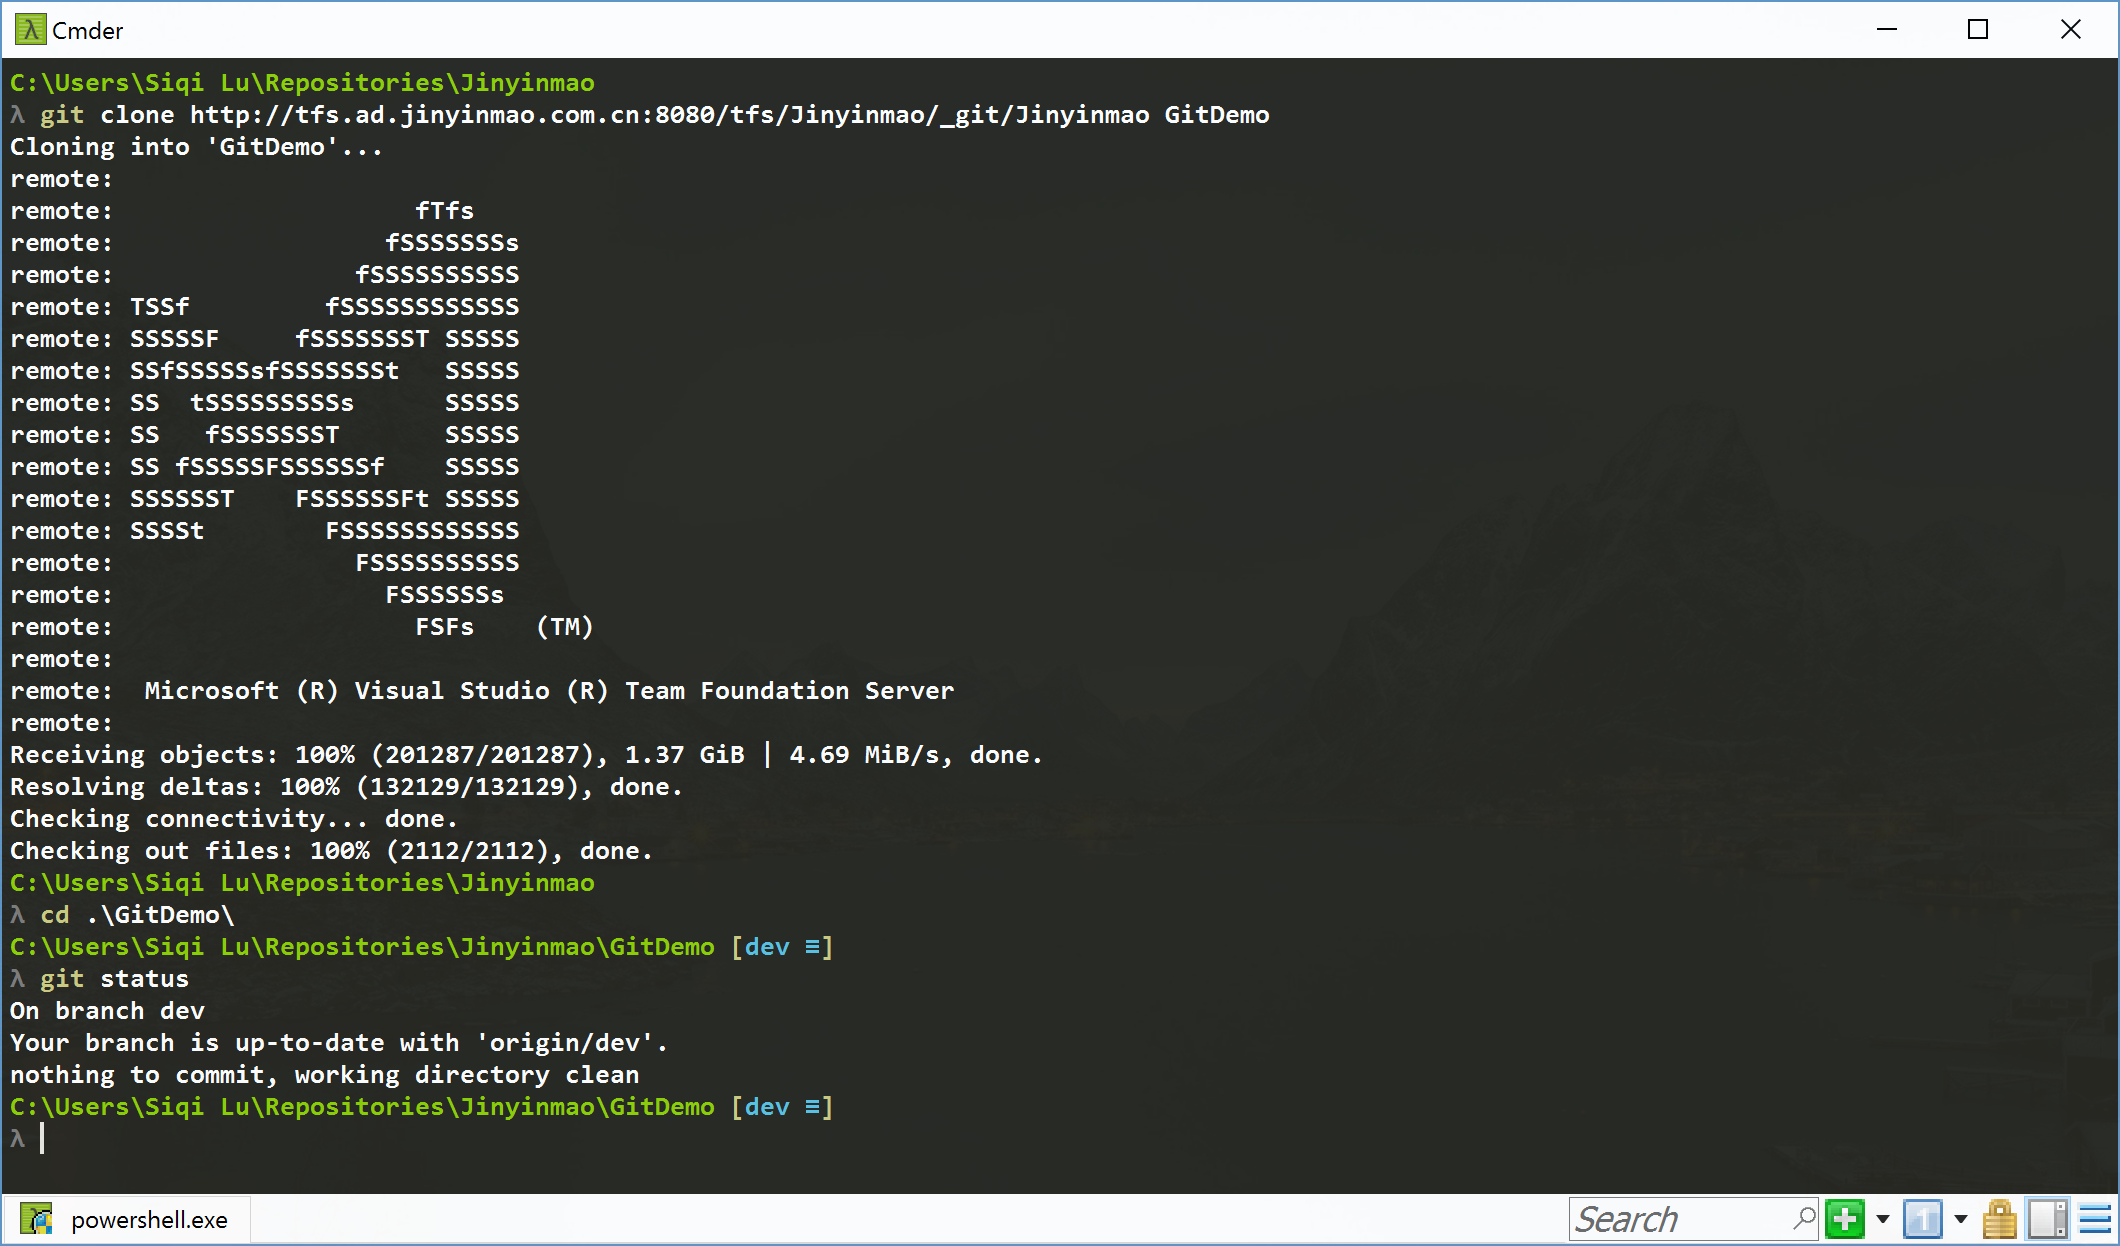 Cmder
C:\Users\Siqi Lu\Repositories\Jinyinmao
λ git clone http://tfs.ad.jinyinmao.com.cn:8080/tfs/Jinyinmao/_git/Jinyinmao GitDemo
Cloning into 'GitDemo'...
remote:
remote:                    fTfs
remote:                  fSSSSSSSs
remote:                fSSSSSSSSSS
remote: TSSf         fSSSSSSSSSSSS
remote: SSSSSF     fSSSSSSST SSSSS
remote: SSfSSSSSsfSSSSSSSt   SSSSS
remote: SS  tSSSSSSSSSs      SSSSS
remote: SS   fSSSSSSST       SSSSS
remote: SS fSSSSSFSSSSSSf    SSSSS
remote: SSSSSST    FSSSSSSFt SSSSS
remote: SSSSt        FSSSSSSSSSSSS
remote:                FSSSSSSSSSS
remote:                  FSSSSSSs
remote:                    FSFs    (TM)
remote:
remote:  Microsoft (R) Visual Studio (R) Team Foundation Server
remote:
Receiving objects: 100% (201287/201287), 1.37 GiB | 4.69 MiB/s, done.
Resolving deltas: 100% (132129/132129), done.
Checking connectivity... done.
Checking out files: 100% (2112/2112), done.
C:\Users\Siqi Lu\Repositories\Jinyinmao
λ cd .\GitDemo\
C:\Users\Siqi Lu\Repositories\Jinyinmao\GitDemo [dev ≡]
λ git status
On branch dev
Your branch is up-to-date with 'origin/dev'.
nothing to commit, working directory clean
C:\Users\Siqi Lu\Repositories\Jinyinmao\GitDemo [dev ≡]
λ
powershell.exe
Search
1